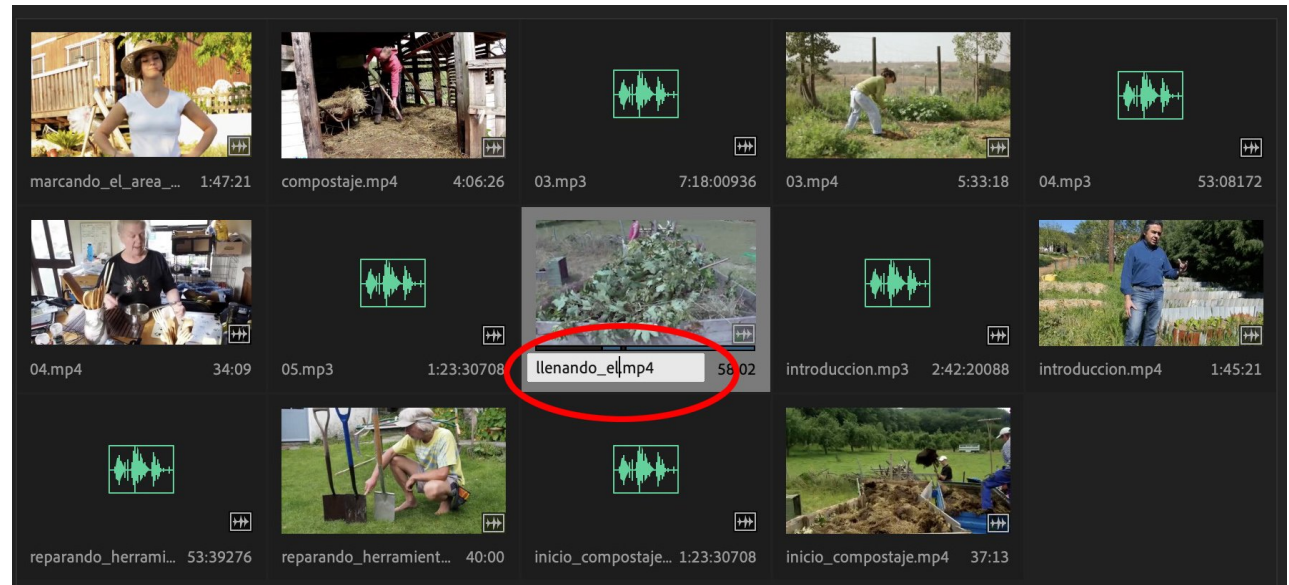 marcando_el_area_... 1:47:21
compostaje.mp4 4:06:26
03.mp3 7:18:00936
03.mp4 5:33:18
04.mp3 53:08172
04.mp4 34:09
05.mp3 1:23:30708
llenando_el.mp4 58:02
introduccion.mp3 2:42:20088
introduccion.mp4 1:45:21
reparando_herrami... 53:39276
reparando_herramient... 40:00
inicio_compostaje... 1:23:30708
inicio_compostaje.mp4 37:13